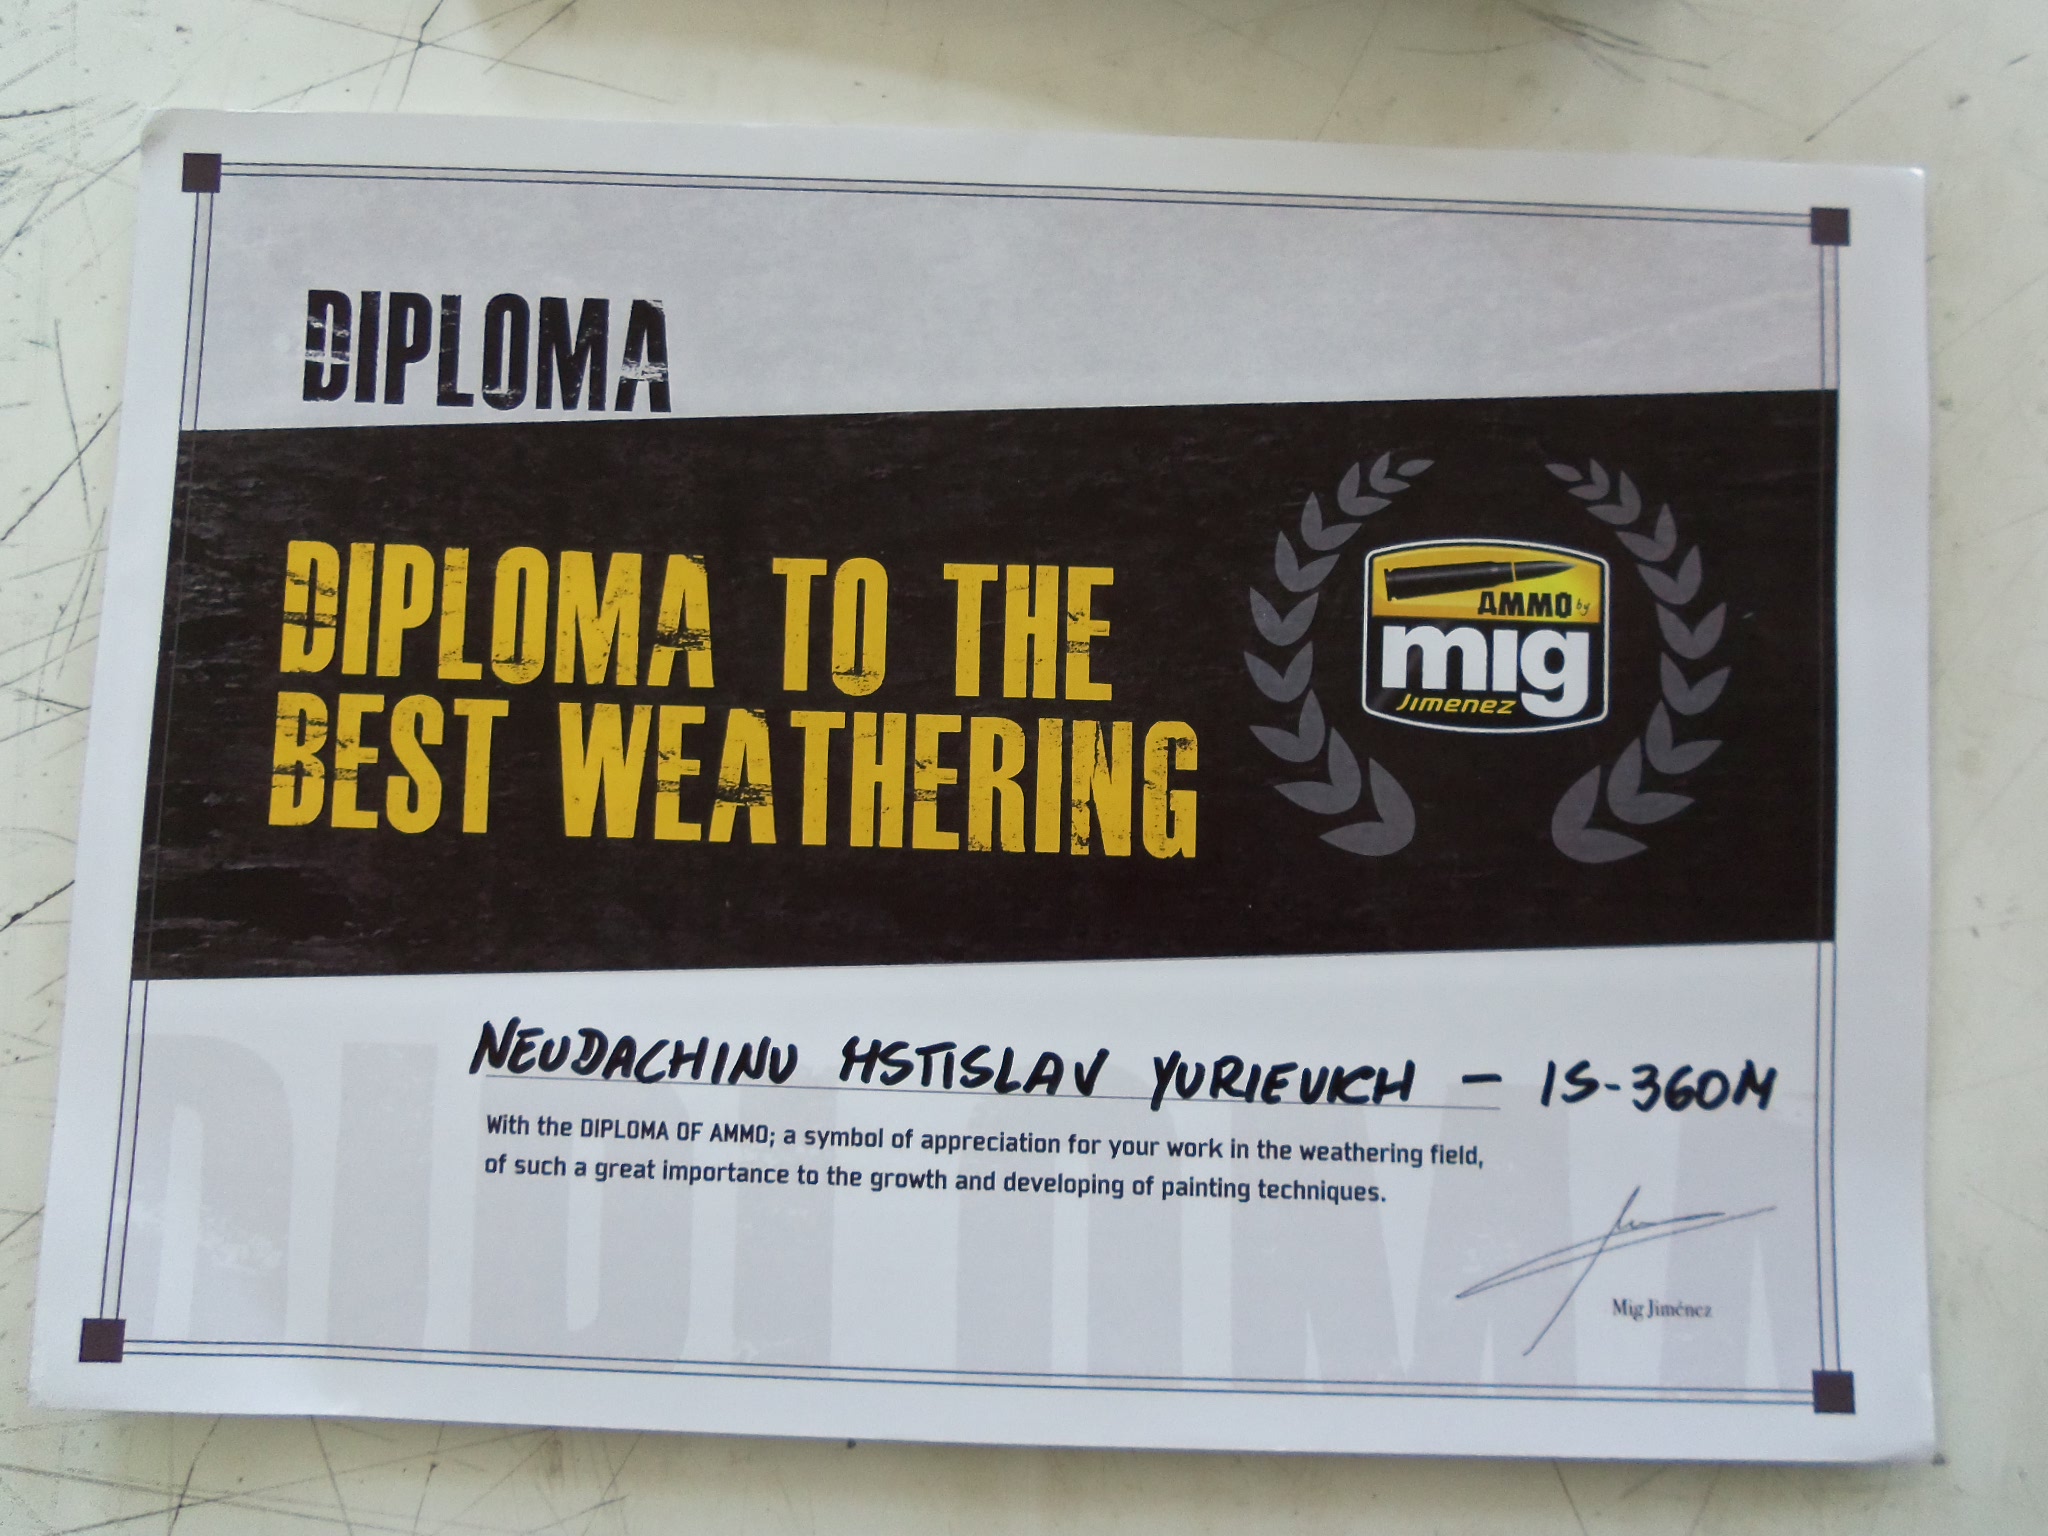 DIPLOMA
DIPLOMA TO THE
BEST WEATHERING
AMMO by
mig
Jimenez
NEUDACHINU MSTISLAV YURIEVICH – IS-360M
With the DIPLOMA OF AMMO; a symbol of appreciation for your work in the weathering field,
of such a great importance to the growth and developing of painting techniques.
Mig Jiménez
DIPLOMA